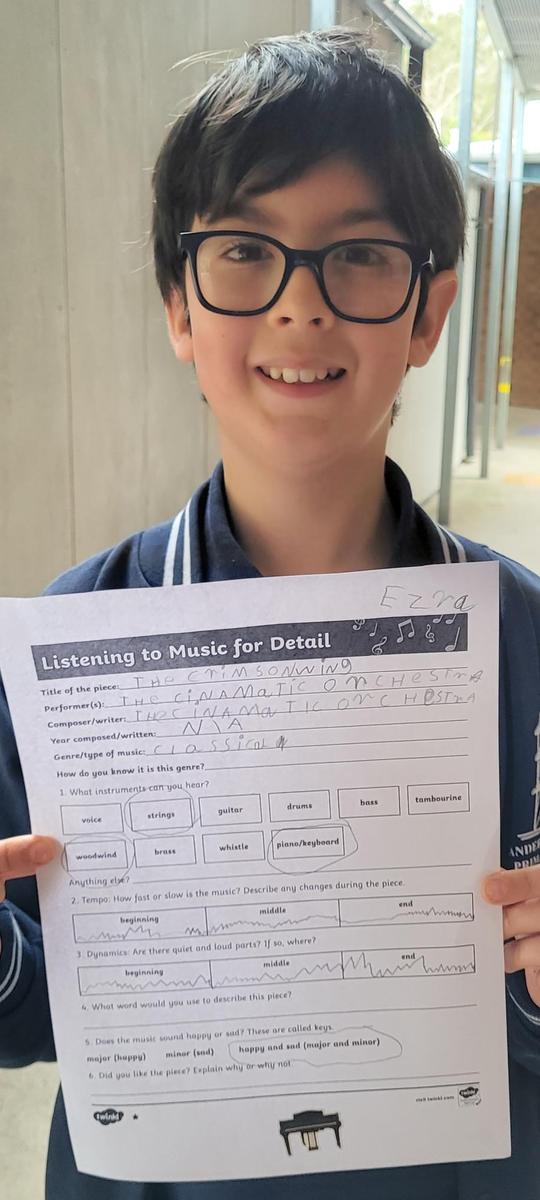 Ezra
Listening to Music for Detail
Title of the piece: THe CriMSONWiNg
Performer(s): THe CiNAMaTic OrCHeStrA
Composer/writer: THe CiNAMaTIC OrCHeSTrA
Year composed/written: N\A
Genre/type of music: classical
How do you know it is this genre?
1. What instruments can you hear?
voice strings guitar drums bass tambourine
woodwind brass whistle piano/keyboard
Anything else?
2. Tempo: How fast or slow is the music? Describe any changes during the piece.
beginning middle end
3. Dynamics: Are there quiet and loud parts? If so, where?
beginning middle end
4. What word would you use to describe this piece?
5. Does the music sound happy or sad? These are called keys.
major (happy) minor (sad) happy and sad (major and minor)
6. Did you like the piece? Explain why or why not.
twinkl
visit twinkl.com
twinkl